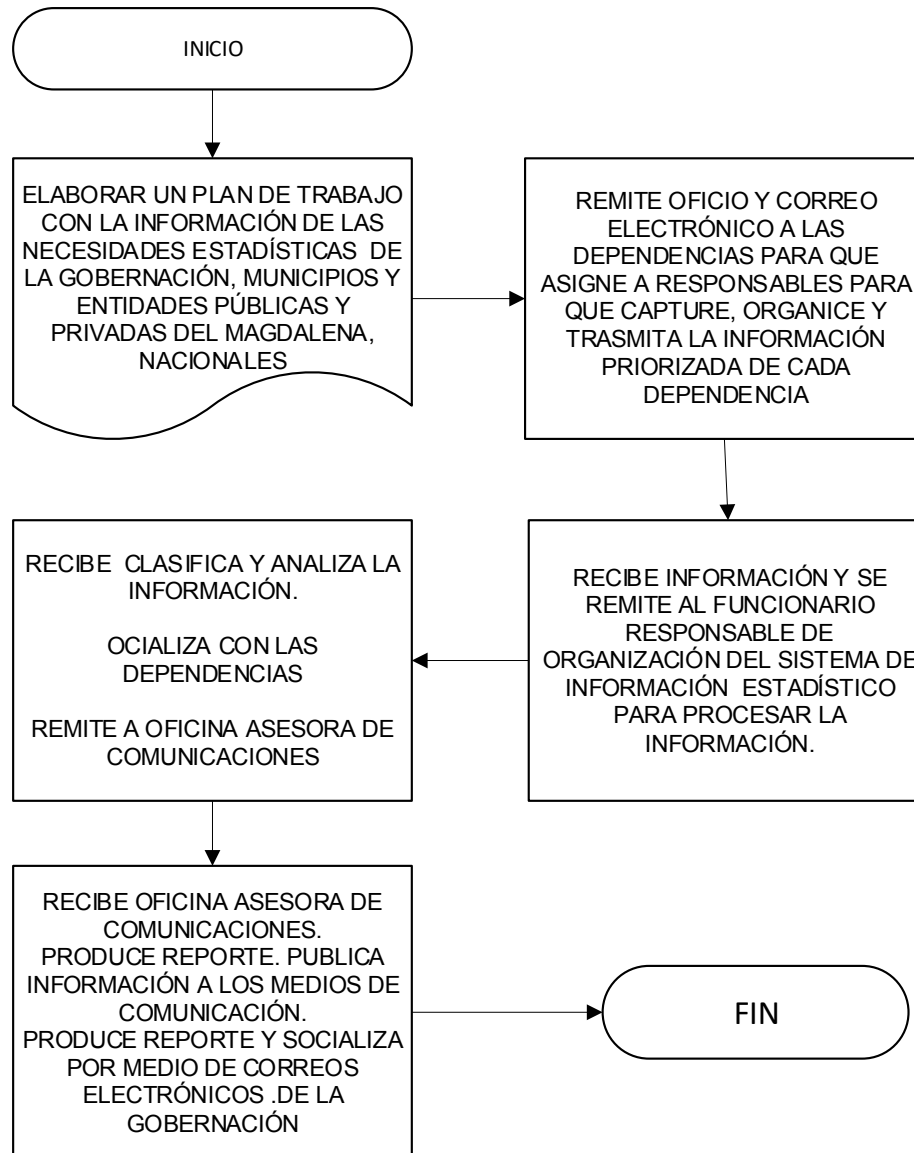 INICIO
ELABORAR UN PLAN DE TRABAJO
CON LA INFORMACIÓN DE LAS
NECESIDADES ESTADÍSTICAS DE
LA GOBERNACIÓN, MUNICIPIOS Y
ENTIDADES PÚBLICAS Y
PRIVADAS DEL MAGDALENA,
NACIONALES
REMITE OFICIO Y CORREO
ELECTRÓNICO A LAS
DEPENDENCIAS PARA QUE
ASIGNE A RESPONSABLES PARA
QUE CAPTURE, ORGANICE Y
TRASMITA LA INFORMACIÓN
PRIORIZADA DE CADA
DEPENDENCIA
RECIBE INFORMACIÓN Y SE
REMITE AL FUNCIONARIO
RESPONSABLE DE
ORGANIZACIÓN DEL SISTEMA DE
INFORMACIÓN ESTADÍSTICO
PARA PROCESAR LA
INFORMACIÓN.
RECIBE CLASIFICA Y ANALIZA LA
INFORMACIÓN.
OCIALIZA CON LAS
DEPENDENCIAS
REMITE A OFICINA ASESORA DE
COMUNICACIONES
RECIBE OFICINA ASESORA DE
COMUNICACIONES.
PRODUCE REPORTE. PUBLICA
INFORMACIÓN A LOS MEDIOS DE
COMUNICACIÓN.
PRODUCE REPORTE Y SOCIALIZA
POR MEDIO DE CORREOS
ELECTRÓNICOS .DE LA
GOBERNACIÓN
FIN